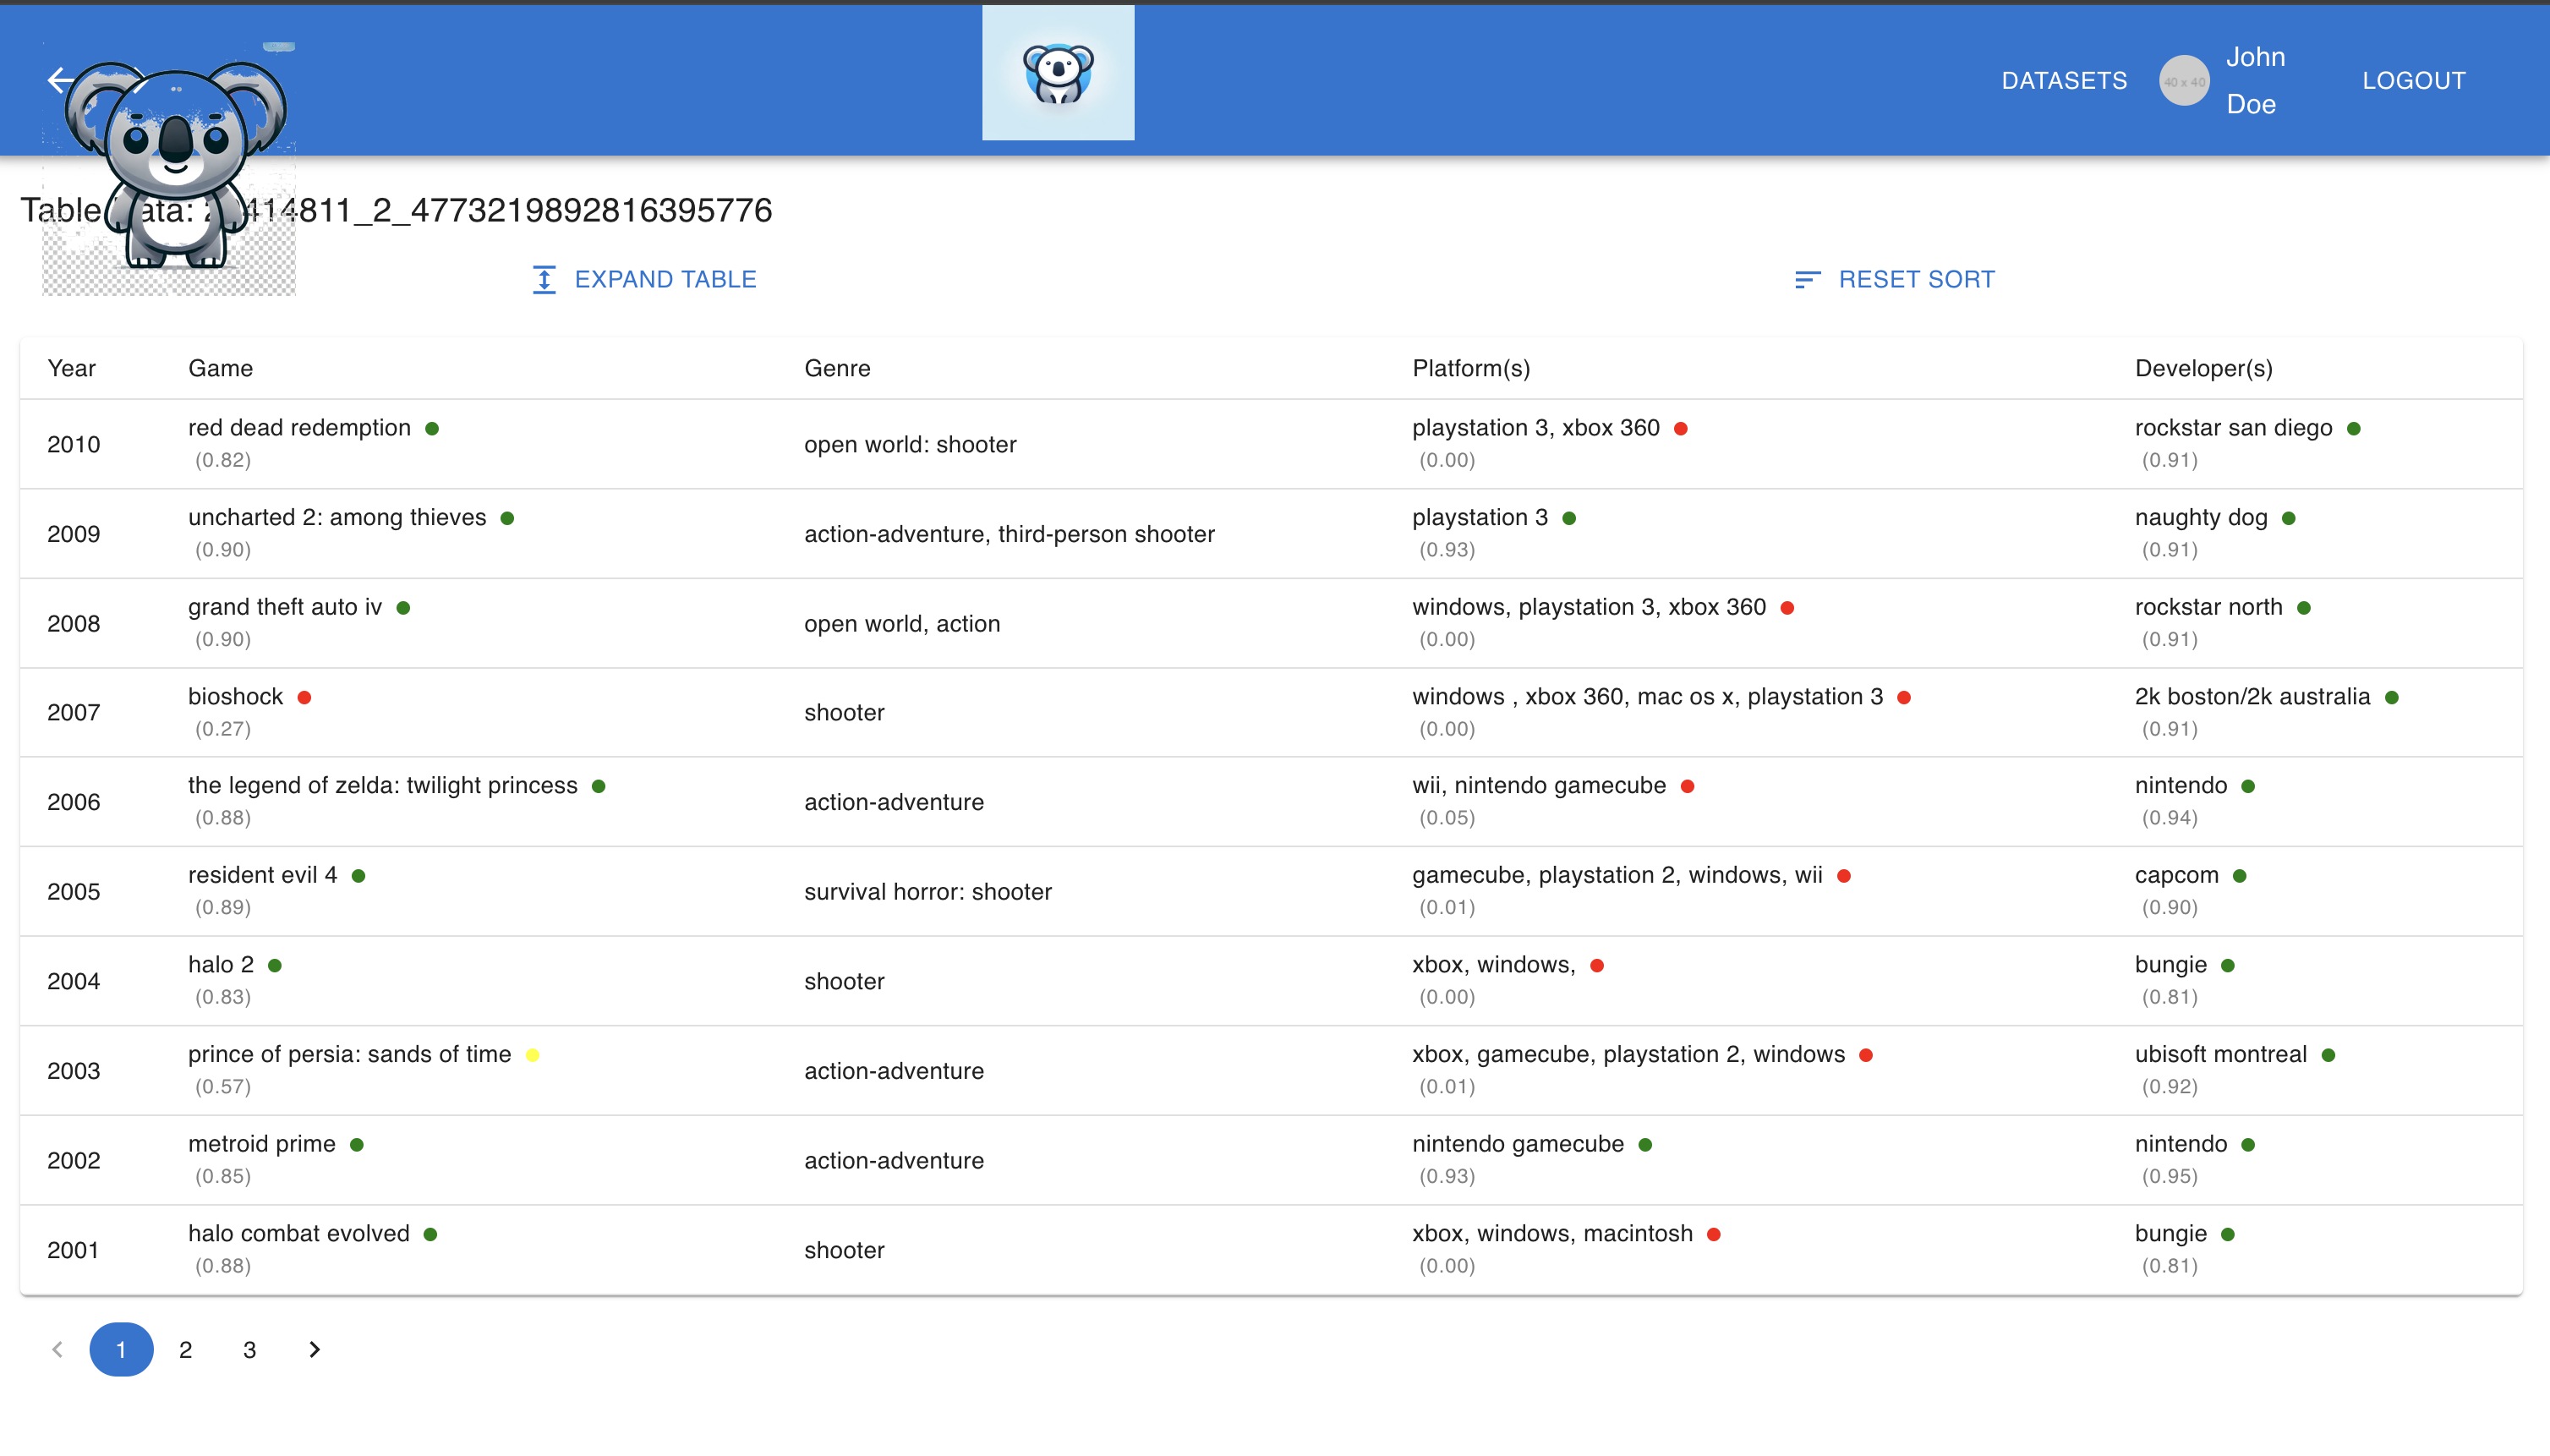 DATASETS
40 x 40
John
Doe
LOGOUT
Table 811_2_4773219892816395776
EXPAND TABLE
RESET SORT
Year Game Genre Platform(s) Developer(s)
2010 red dead redemption (0.82) open world: shooter playstation 3, xbox 360 (0.00) rockstar san diego (0.91)
2009 uncharted 2: among thieves (0.90) action-adventure, third-person shooter playstation 3 (0.93) naughty dog (0.91)
2008 grand theft auto iv (0.90) open world, action windows, playstation 3, xbox 360 (0.00) rockstar north (0.91)
2007 bioshock (0.27) shooter windows , xbox 360, mac os x, playstation 3 (0.00) 2k boston/2k australia (0.91)
2006 the legend of zelda: twilight princess (0.88) action-adventure wii, nintendo gamecube (0.05) nintendo (0.94)
2005 resident evil 4 (0.89) survival horror: shooter gamecube, playstation 2, windows, wii (0.01) capcom (0.90)
2004 halo 2 (0.83) shooter xbox, windows, (0.00) bungie (0.81)
2003 prince of persia: sands of time (0.57) action-adventure xbox, gamecube, playstation 2, windows (0.01) ubisoft montreal (0.92)
2002 metroid prime (0.85) action-adventure nintendo gamecube (0.93) nintendo (0.95)
2001 halo combat evolved (0.88) shooter xbox, windows, macintosh (0.00) bungie (0.81)
1 2 3